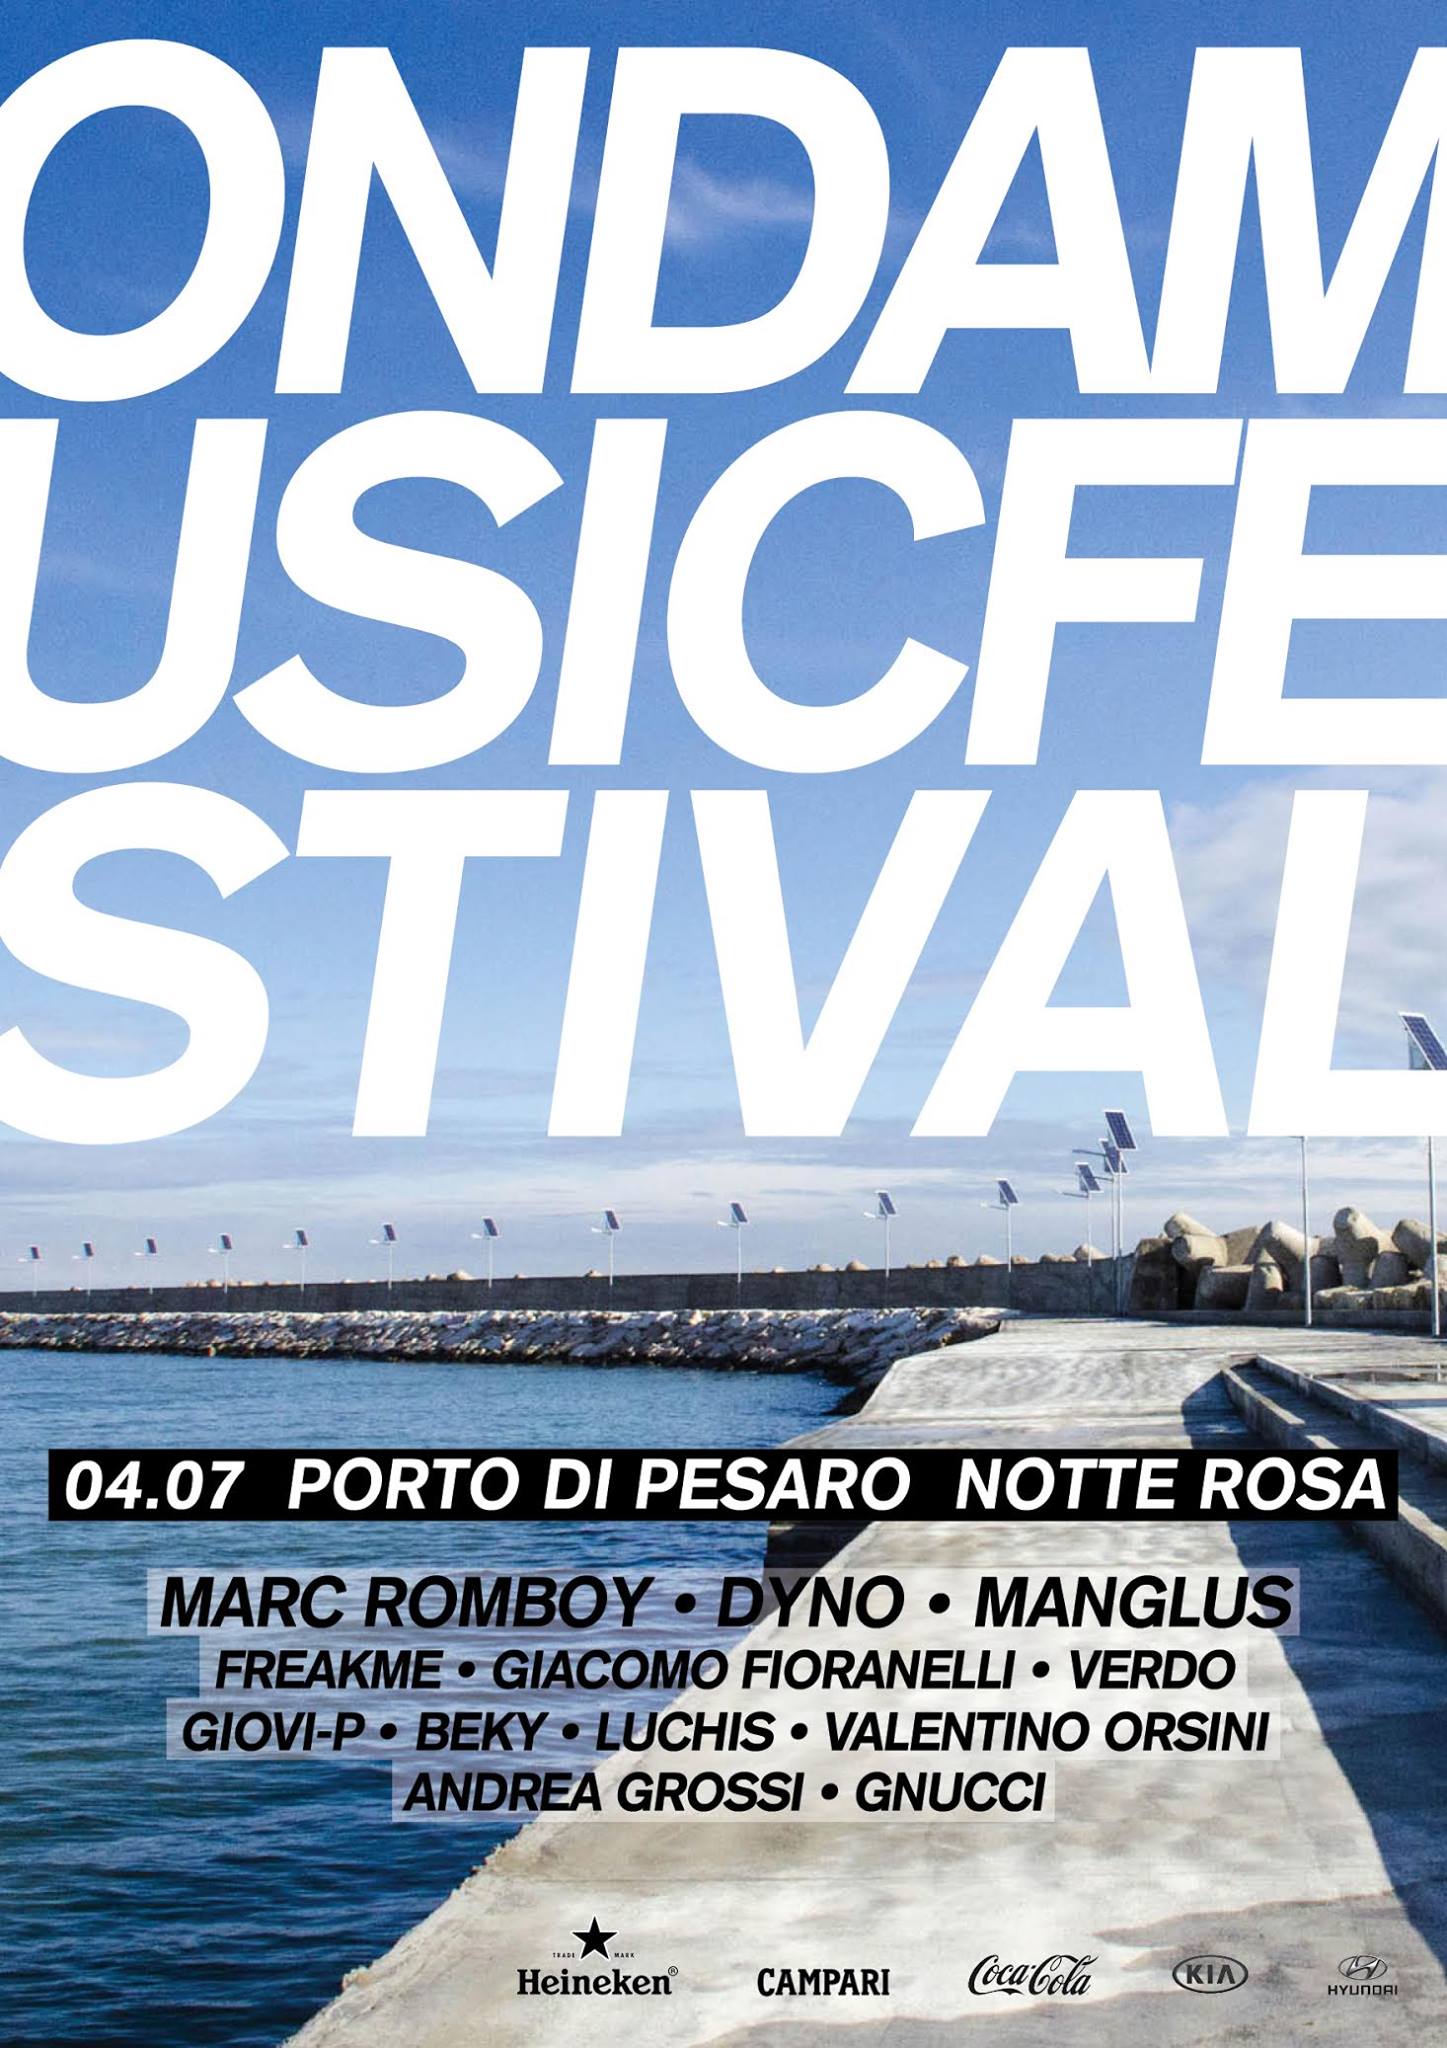 ONDAM
USICFE
STIVAL
04.07 PORTO DI PESARO NOTTE ROSA
MARC ROMBOY • DYNO • MANGLUS
FREAKME • GIACOMO FIORANELLI • VERDO
GIOVI-P • BEKY • LUCHIS • VALENTINO ORSINI
ANDREA GROSSI • GNUCCI
TRADE MARK
Heineken®
CAMPARI
Coca-Cola
KIA
HYUNDAI